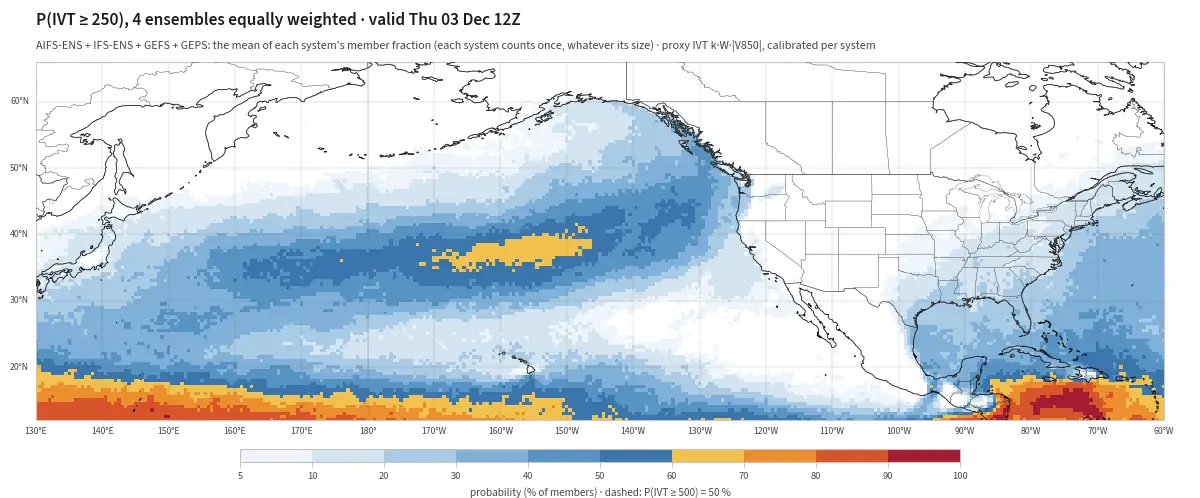 P(IVT ≥ 250), 4 ensembles equally weighted · valid Thu 03 Dec 12Z
AIFS-ENS + IFS-ENS + GEFS + GEPS: the mean of each system's member fraction (each system counts once, whatever its size) · proxy IVT k·W·|V850|, calibrated per system
60°N
50°N
40°N
30°N
20°N
130°E 140°E 150°E 160°E 170°E 180° 170°W 160°W 150°W 140°W 130°W 120°W 110°W 100°W 90°W 80°W 70°W 60°W
5 10 20 30 40 50 60 70 80 90 100
probability (% of members) · dashed: P(IVT ≥ 500) = 50 %